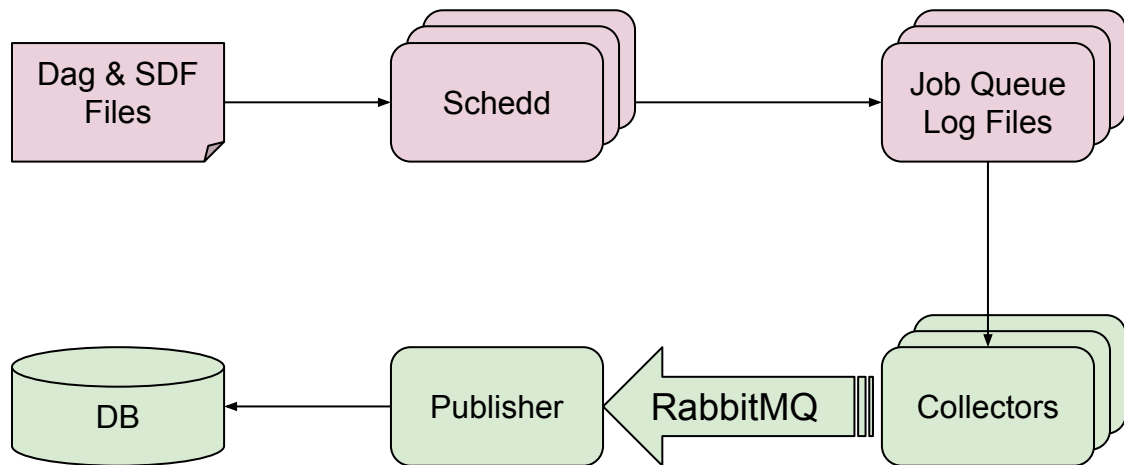 Dag & SDF
Files
Schedd
Job Queue
Log Files
DB
Publisher
RabbitMQ
Collectors